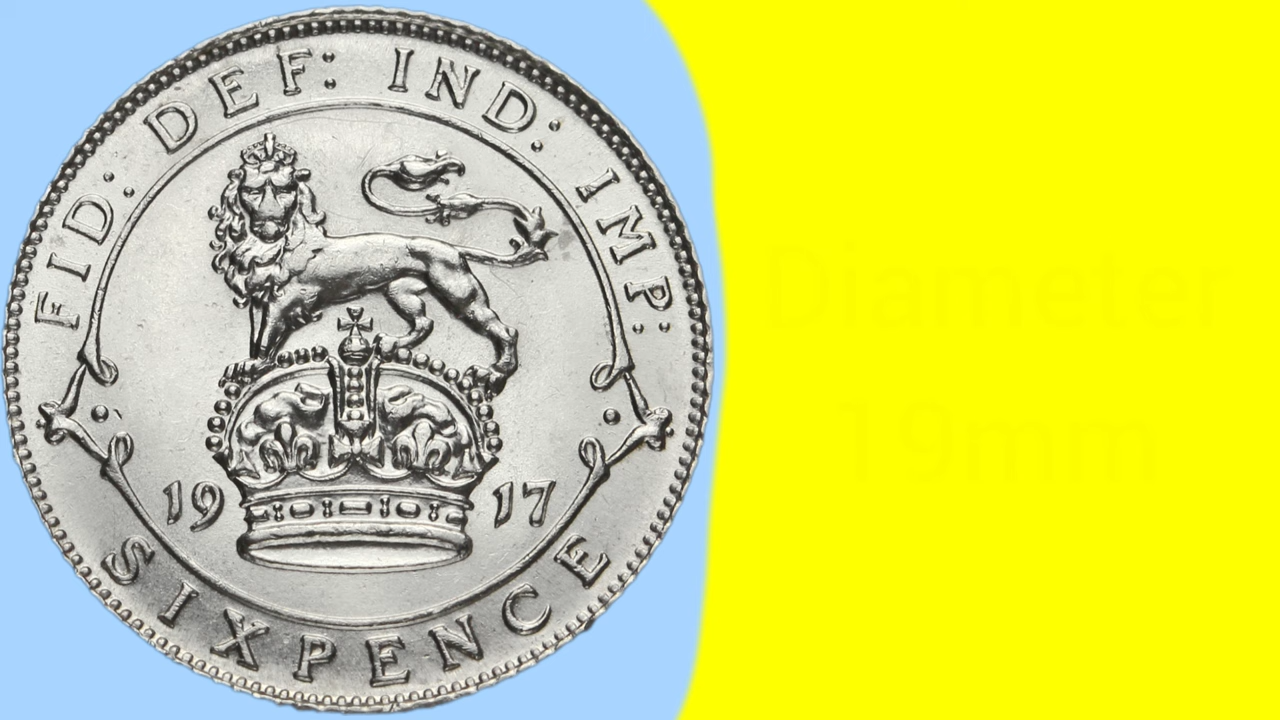 FID: DEF: IND: IMP:
19 17
SIXPENCE
Diameter
19mm